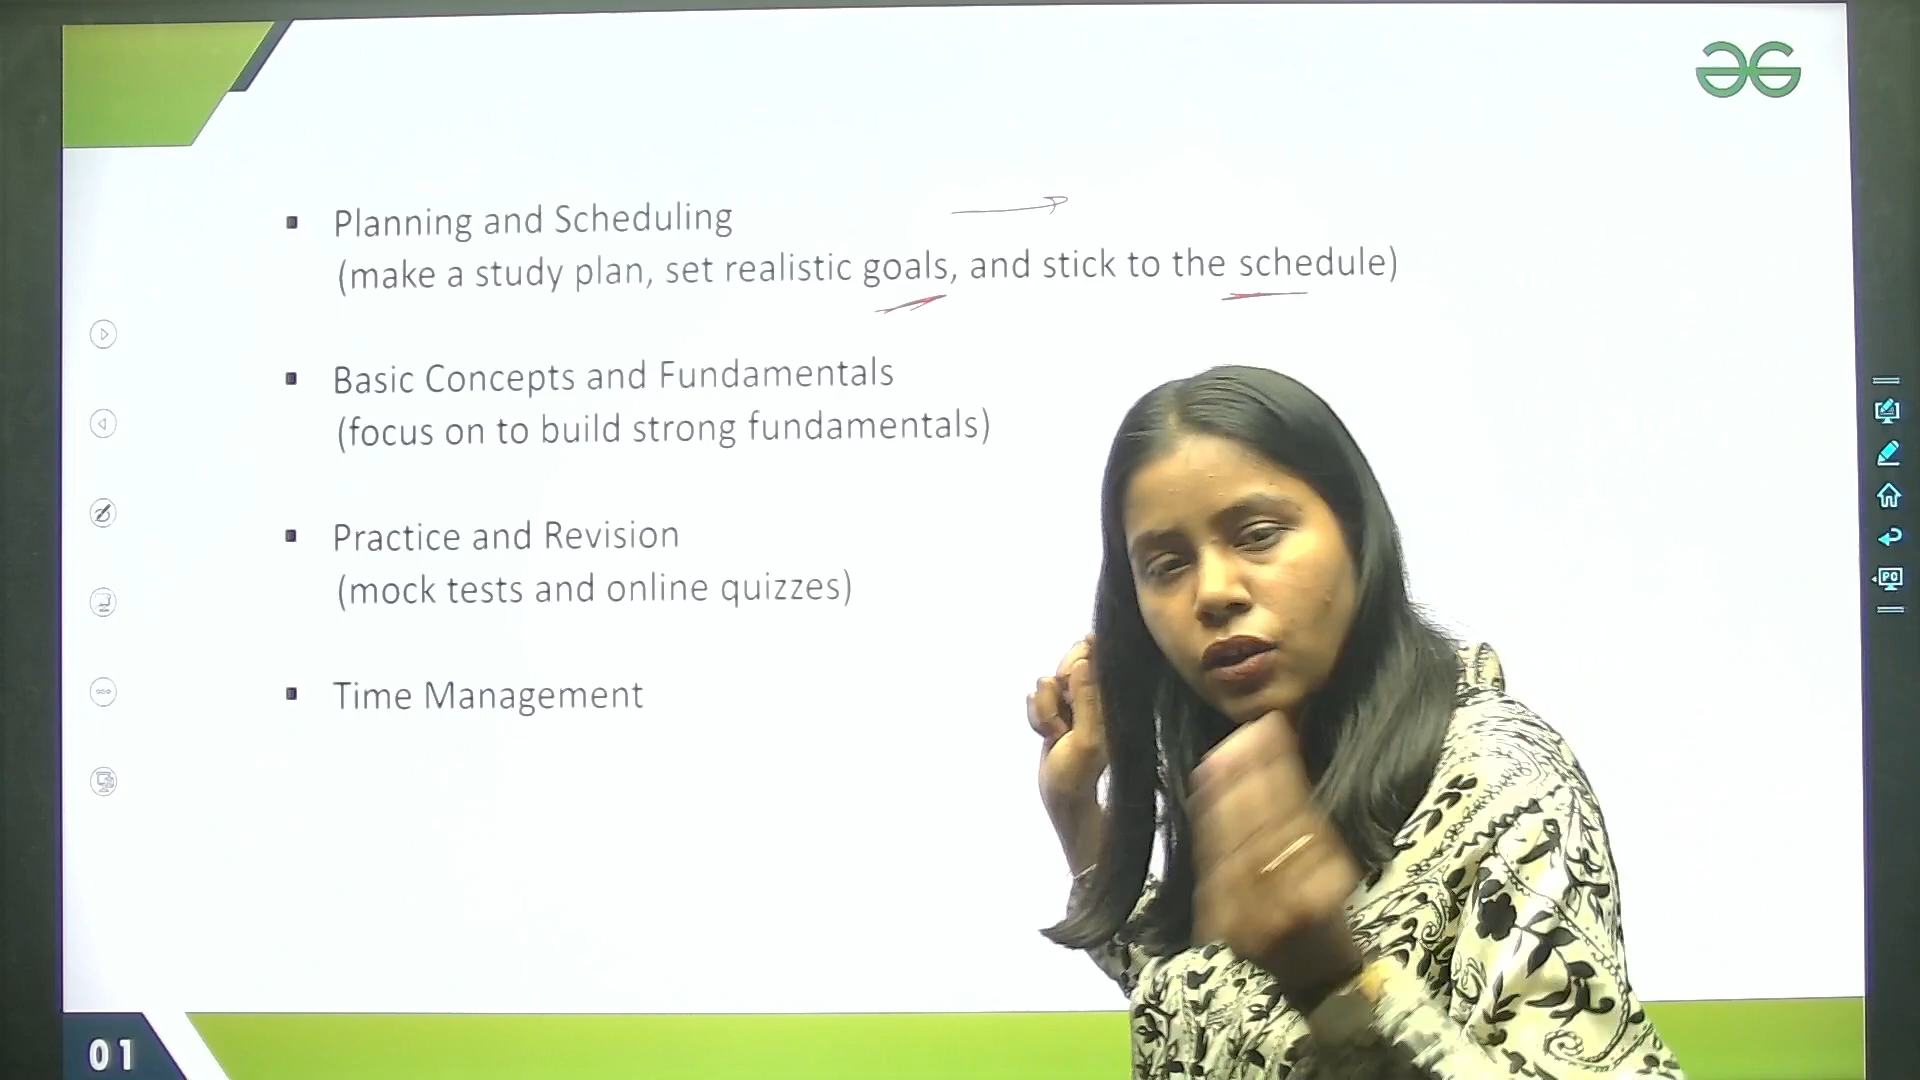 Planning and Scheduling
(make a study plan, set realistic goals, and stick to the schedule)
Basic Concepts and Fundamentals
(focus on to build strong fundamentals)
Practice and Revision
(mock tests and online quizzes)
Time Management
PC
01